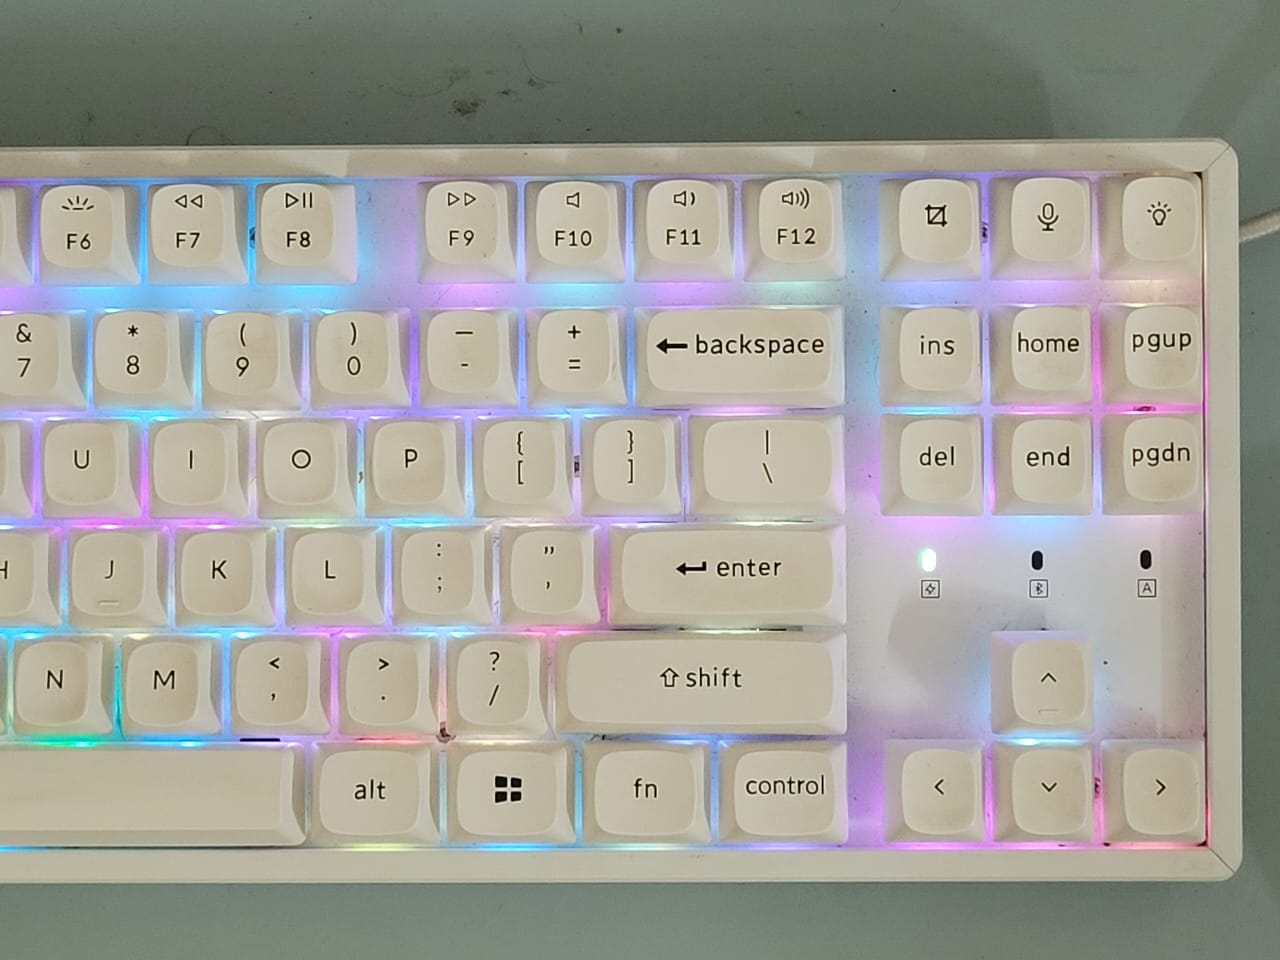 F6 F7 F8 F9 F10 F11 F12
& * ( ) — +
7 8 9 0 - = ← backspace ins home pgup
{ } |
U I O P [ ] \ del end pgdn
: ”
H J K L ; ’ ↵ enter
A
< > ?
N M , . / ⇧ shift ^
alt fn control < ⌄ >